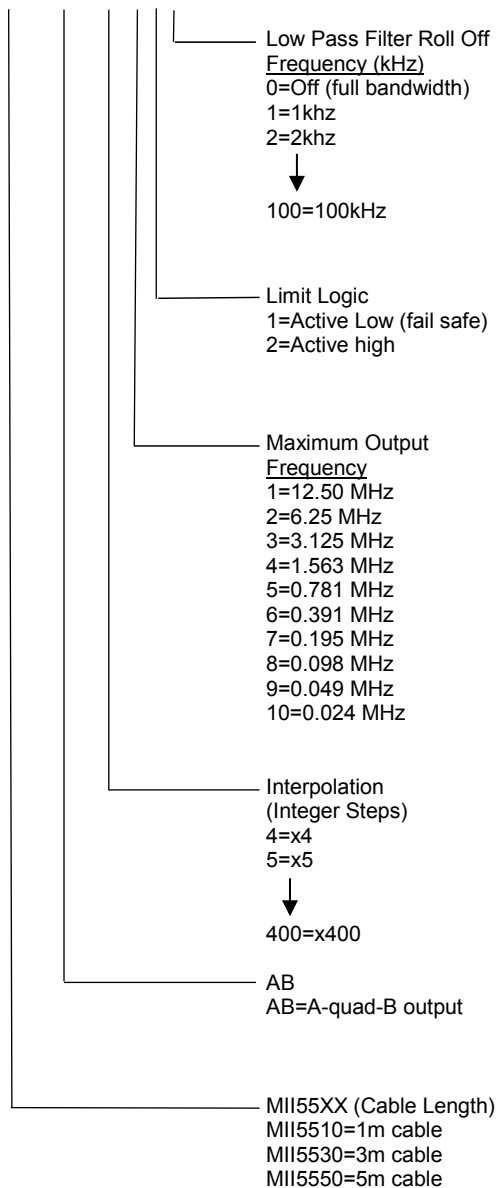 Low Pass Filter Roll Off
Frequency (kHz)
0=Off (full bandwidth)
1=1khz
2=2khz
100=100kHz
Limit Logic
1=Active Low (fail safe)
2=Active high
Maximum Output
Frequency
1=12.50 MHz
2=6.25 MHz
3=3.125 MHz
4=1.563 MHz
5=0.781 MHz
6=0.391 MHz
7=0.195 MHz
8=0.098 MHz
9=0.049 MHz
10=0.024 MHz
Interpolation
(Integer Steps)
4=x4
5=x5
400=x400
AB
AB=A-quad-B output
MII55XX (Cable Length)
MII5510=1m cable
MII5530=3m cable
MII5550=5m cable